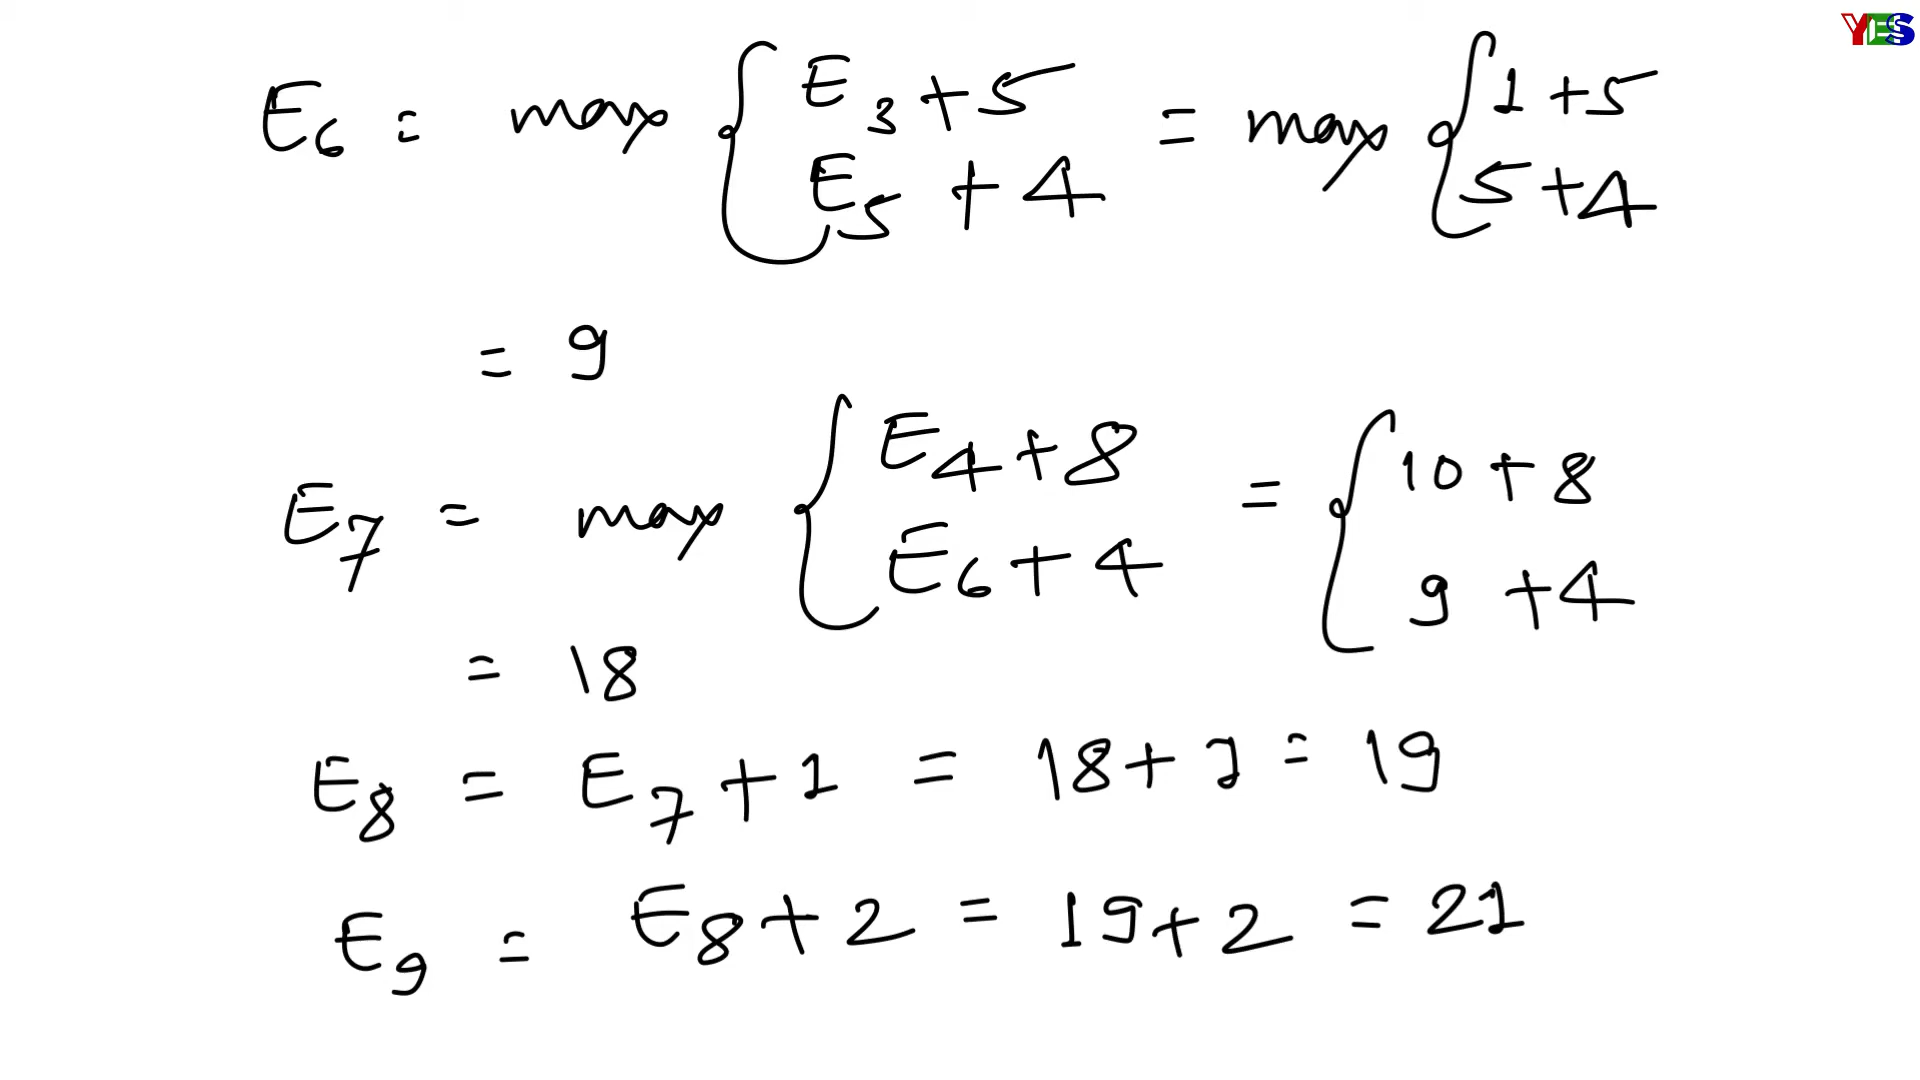 YES
E₆ = max { E₃ + 5 = max { 1 + 5
E₅ + 4 5 + 4
= 9
E₇ = max { E₄ + 8 = { 10 + 8
E₆ + 4 9 + 4
= 18
E₈ = E₇ + 1 = 18 + 1 = 19
E₉ = E₈ + 2 = 19 + 2 = 21